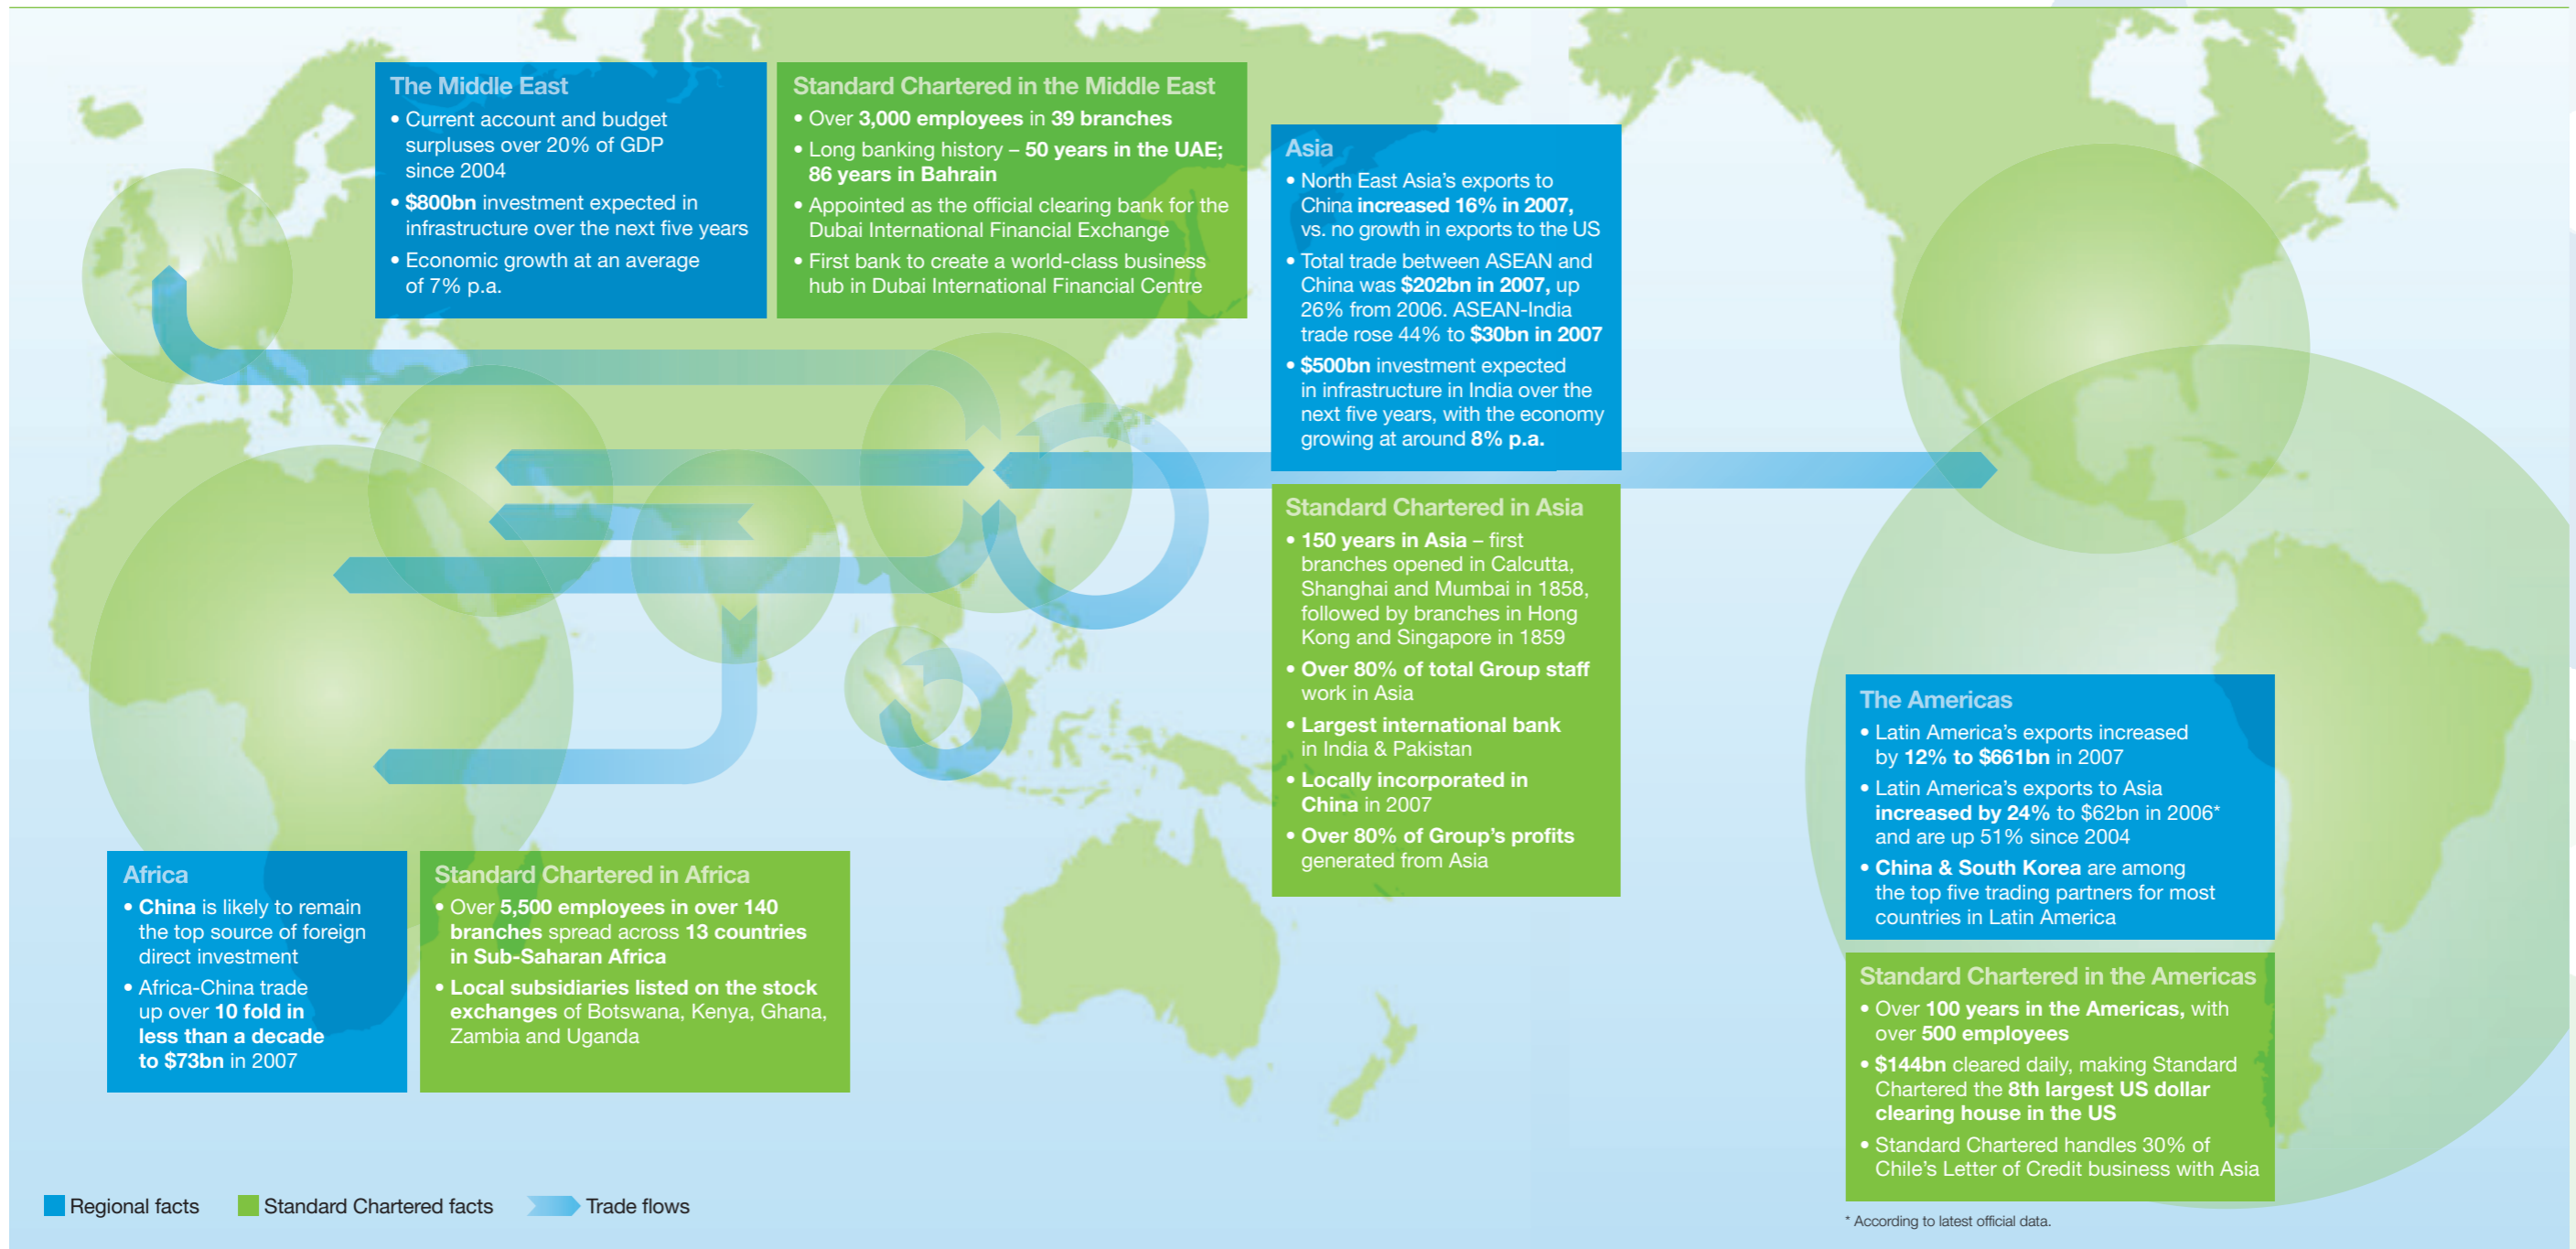 The Middle East
• Current account and budget
surpluses over 20% of GDP
since 2004
• $800bn investment expected in
infrastructure over the next five years
• Economic growth at an average
of 7% p.a.
Standard Chartered in the Middle East
• Over 3,000 employees in 39 branches
• Long banking history – 50 years in the UAE;
86 years in Bahrain
• Appointed as the official clearing bank for the
Dubai International Financial Exchange
• First bank to create a world-class business
hub in Dubai International Financial Centre
Asia
• North East Asia’s exports to
China increased 16% in 2007,
vs. no growth in exports to the US
• Total trade between ASEAN and
China was $202bn in 2007, up
26% from 2006. ASEAN-India
trade rose 44% to $30bn in 2007
• $500bn investment expected
in infrastructure in India over the
next five years, with the economy
growing at around 8% p.a.
Standard Chartered in Asia
• 150 years in Asia – first
branches opened in Calcutta,
Shanghai and Mumbai in 1858,
followed by branches in Hong
Kong and Singapore in 1859
• Over 80% of total Group staff
work in Asia
• Largest international bank
in India & Pakistan
• Locally incorporated in
China in 2007
• Over 80% of Group’s profits
generated from Asia
The Americas
• Latin America’s exports increased
by 12% to $661bn in 2007
• Latin America’s exports to Asia
increased by 24% to $62bn in 2006*
and are up 51% since 2004
• China & South Korea are among
the top five trading partners for most
countries in Latin America
Standard Chartered in the Americas
• Over 100 years in the Americas, with
over 500 employees
• $144bn cleared daily, making Standard
Chartered the 8th largest US dollar
clearing house in the US
• Standard Chartered handles 30% of
Chile’s Letter of Credit business with Asia
Africa
• China is likely to remain
the top source of foreign
direct investment
• Africa-China trade
up over 10 fold in
less than a decade
to $73bn in 2007
Standard Chartered in Africa
• Over 5,500 employees in over 140
branches spread across 13 countries
in Sub-Saharan Africa
• Local subsidiaries listed on the stock
exchanges of Botswana, Kenya, Ghana,
Zambia and Uganda
Regional facts
Standard Chartered facts
Trade flows
* According to latest official data.